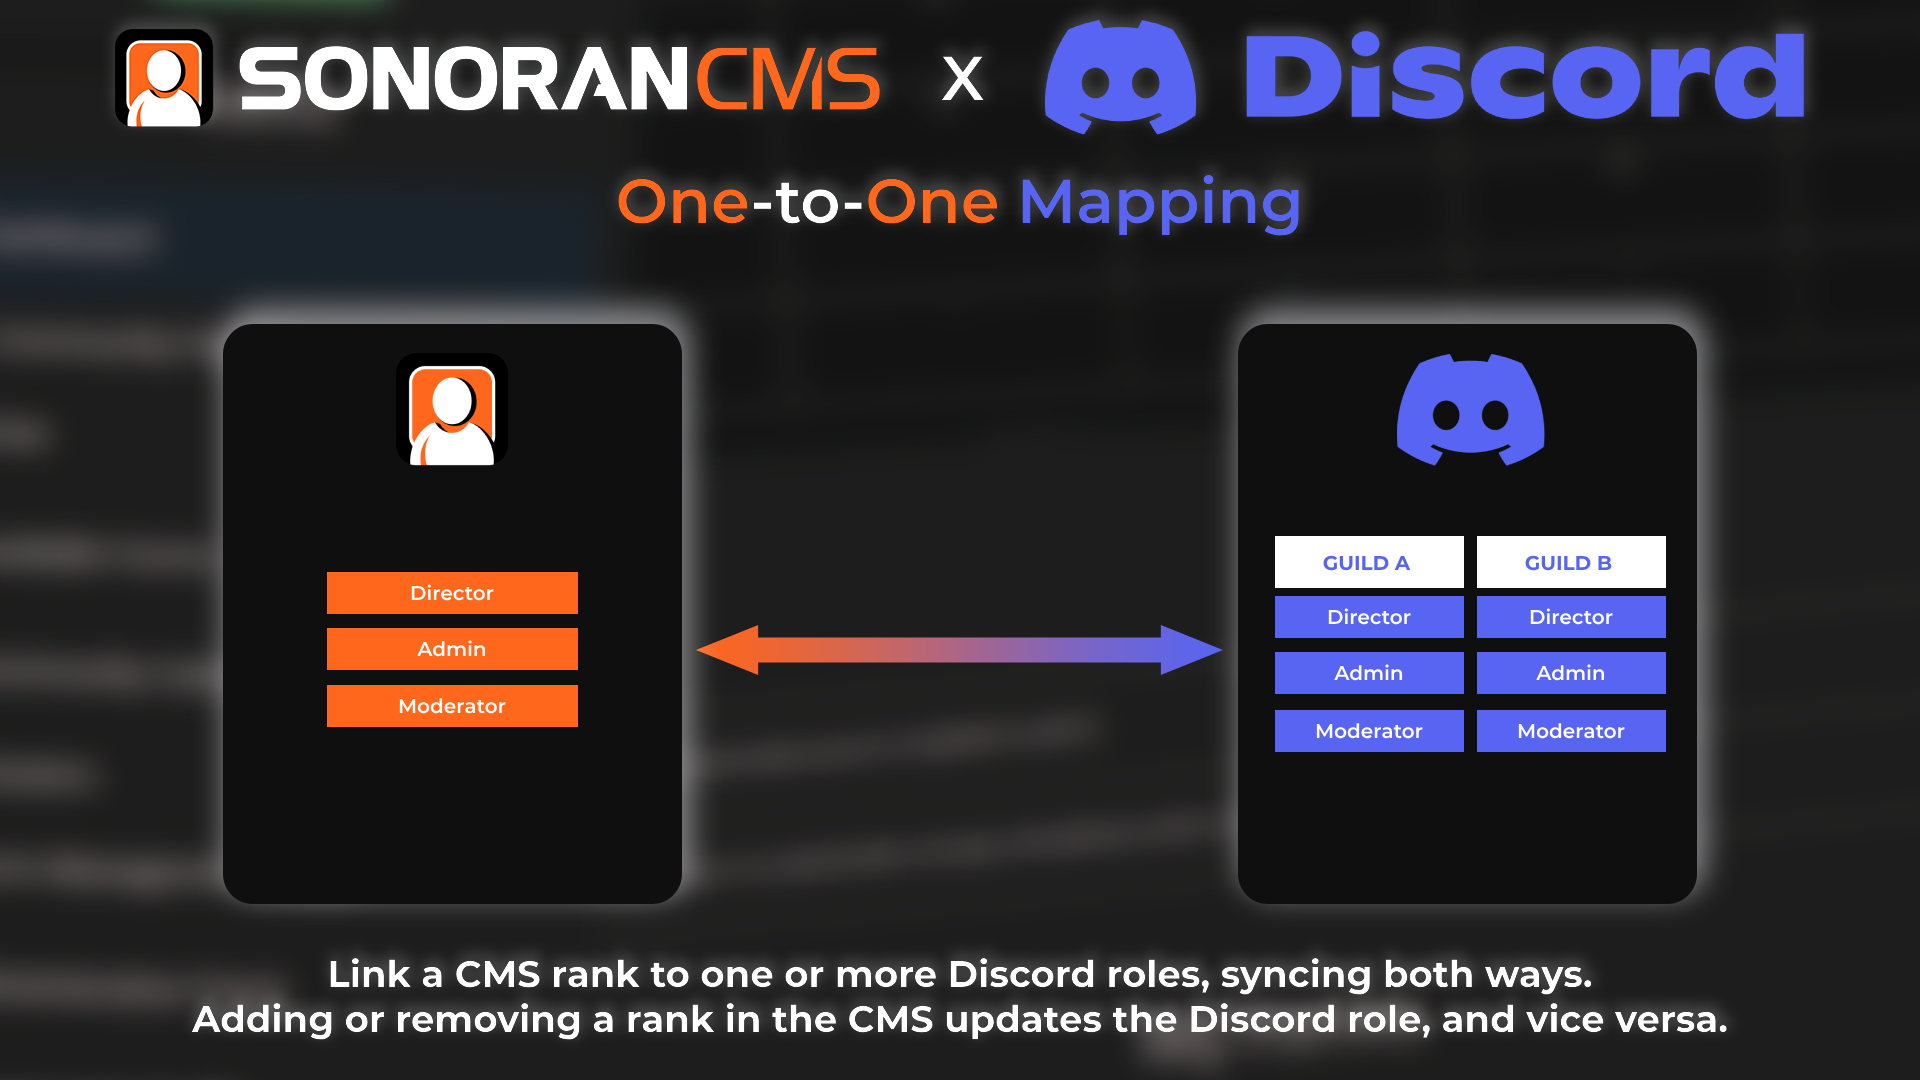 SONORANCMS x Discord
One-to-One Mapping
Director
Admin
Moderator
GUILD A GUILD B
Director Director
Admin Admin
Moderator Moderator
Link a CMS rank to one or more Discord roles, syncing both ways.
Adding or removing a rank in the CMS updates the Discord role, and vice versa.